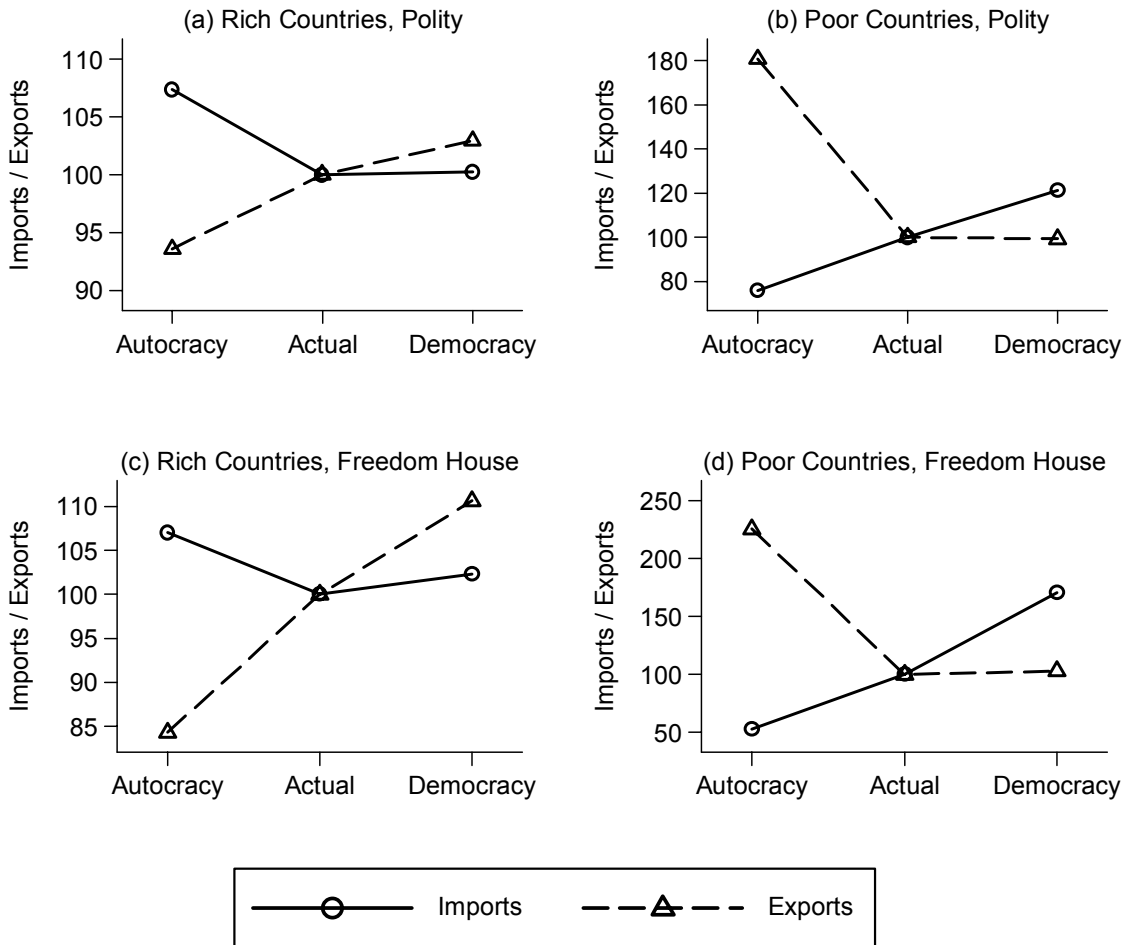 (a) Rich Countries, Polity
Imports / Exports
110
105
100
95
90
Autocracy Actual Democracy
(b) Poor Countries, Polity
Imports / Exports
180
160
140
120
100
80
Autocracy Actual Democracy
(c) Rich Countries, Freedom House
Imports / Exports
110
105
100
95
90
85
Autocracy Actual Democracy
(d) Poor Countries, Freedom House
Imports / Exports
250
200
150
100
50
Autocracy Actual Democracy
Imports Exports